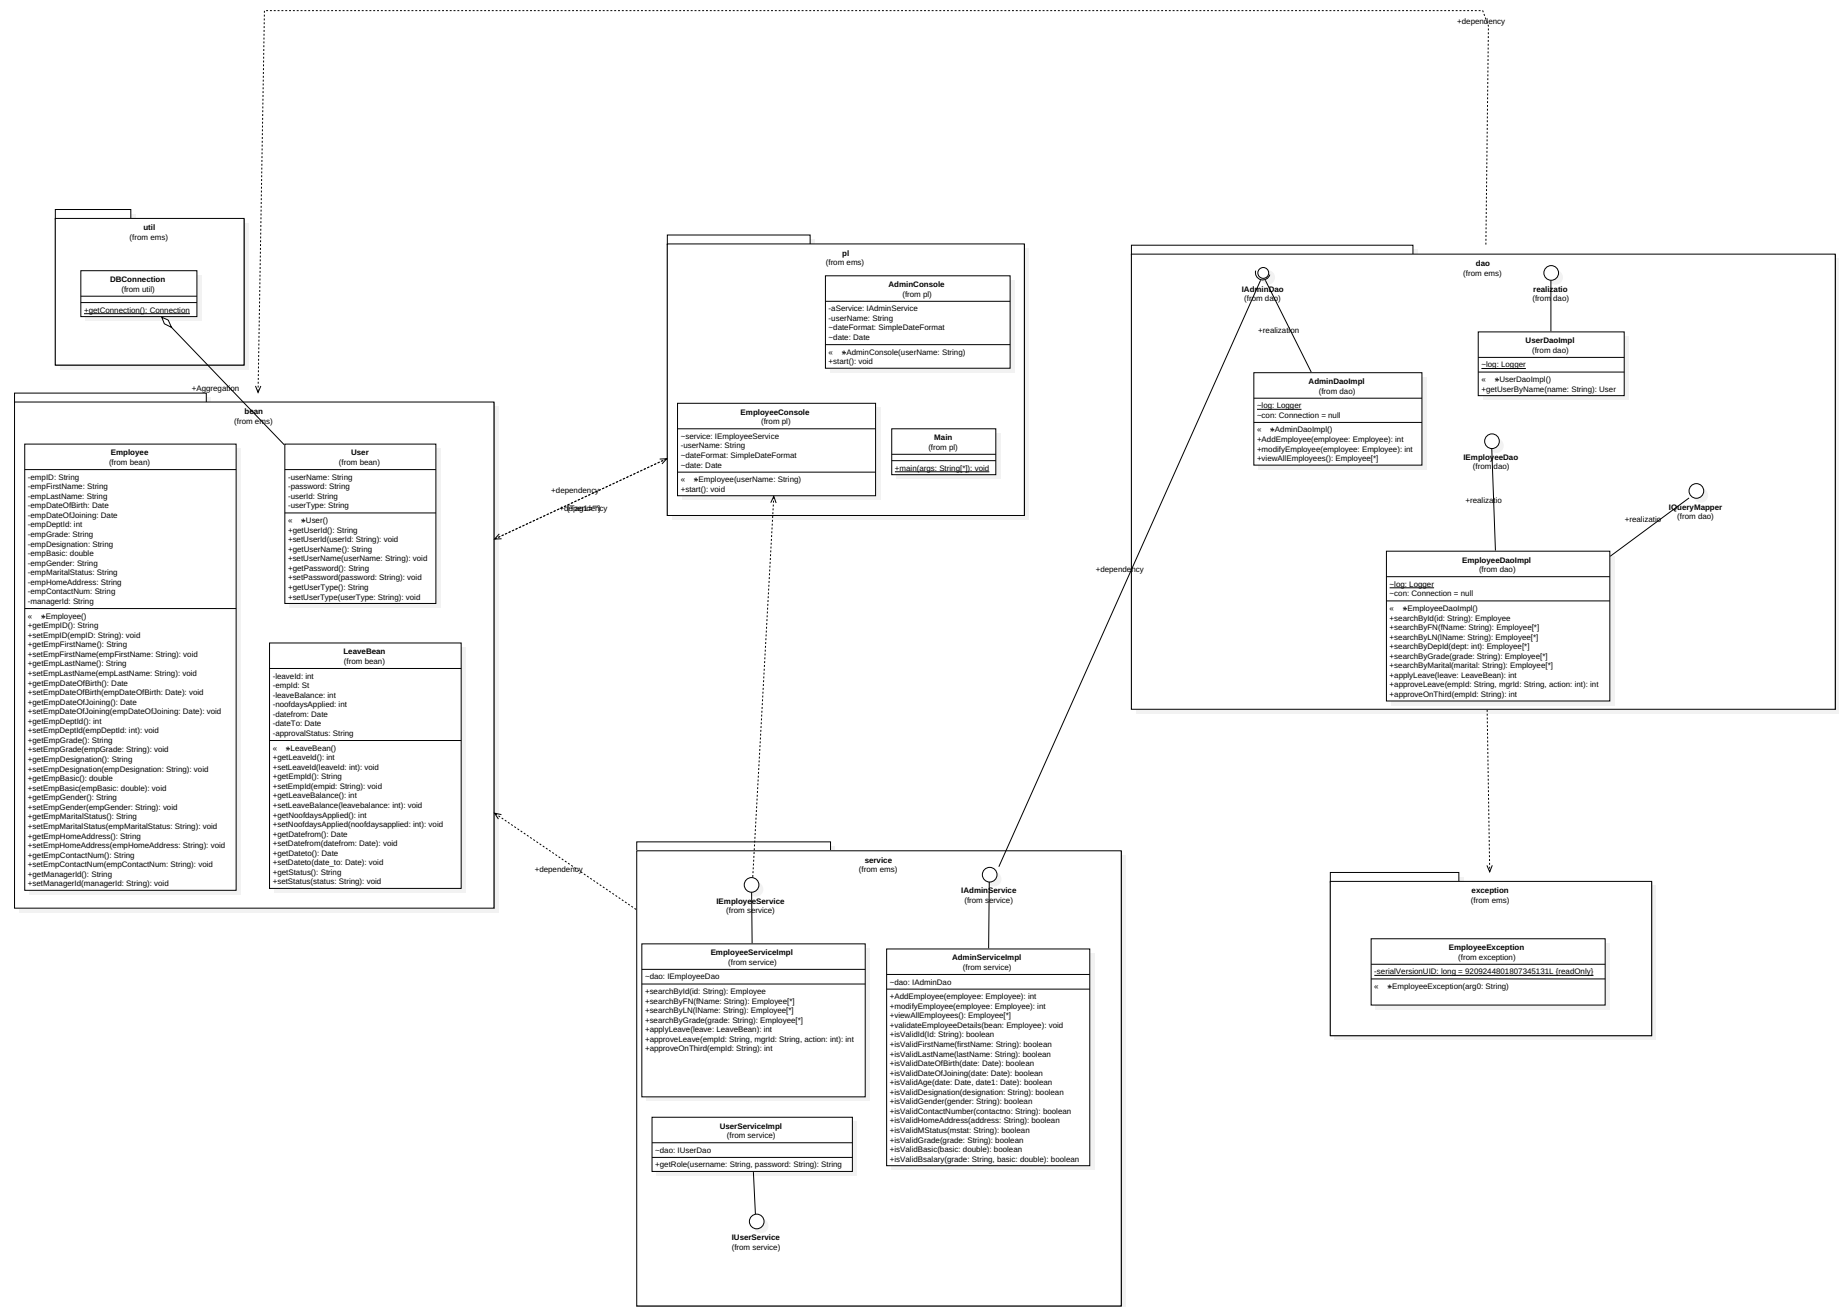 +dependency
util
(from ems)
DBConnection
(from util)
+getConnection(): Connection
+Aggregation
bean
(from ems)
Employee
(from bean)
-empID: String
-empFirstName: String
-empLastName: String
-empDateOfBirth: Date
-empDateOfJoining: Date
-empDeptId: int
-empGrade: String
-empDesignation: String
-empBasic: double
-empGender: String
-empMaritalStatus: String
-empHomeAddress: String
-empContactNum: String
-managerId: String
« ∗Employee()
+getEmpID(): String
+setEmpID(empID: String): void
+getEmpFirstName(): String
+setEmpFirstName(empFirstName: String): void
+getEmpLastName(): String
+setEmpLastName(empLastName: String): void
+getEmpDateOfBirth(): Date
+setEmpDateOfBirth(empDateOfBirth: Date): void
+getEmpDateOfJoining(): Date
+setEmpDateOfJoining(empDateOfJoining: Date): void
+getEmpDeptId(): int
+setEmpDeptId(empDeptId: int): void
+getEmpGrade(): String
+setEmpGrade(empGrade: String): void
+getEmpDesignation(): String
+setEmpDesignation(empDesignation: String): void
+getEmpBasic(): double
+setEmpBasic(empBasic: double): void
+getEmpGender(): String
+setEmpGender(empGender: String): void
+getEmpMaritalStatus(): String
+setEmpMaritalStatus(empMaritalStatus: String): void
+getEmpHomeAddress(): String
+setEmpHomeAddress(empHomeAddress: String): void
+getEmpContactNum(): String
+setEmpContactNum(empContactNum: String): void
+getManagerId(): String
+setManagerId(managerId: String): void
User
(from bean)
-userName: String
-password: String
-userId: String
-userType: String
« ∗User()
+getUserId(): String
+setUserId(userId: String): void
+getUserName(): String
+setUserName(userName: String): void
+getPassword(): String
+setPassword(password: String): void
+getUserType(): String
+setUserType(userType: String): void
LeaveBean
(from bean)
-leaveId: int
-empId: St
-leaveBalance: int
-noofdaysApplied: int
-datefrom: Date
-dateTo: Date
-approvalStatus: String
« ∗LeaveBean()
+getLeaveId(): int
+setLeaveId(leaveId: int): void
+getEmpId(): String
+setEmpId(empid: String): void
+getLeaveBalance(): int
+setLeaveBalance(leavebalance: int): void
+getNoofdaysApplied(): int
+setNoofdaysApplied(noofdaysapplied: int): void
+getDatefrom(): Date
+setDatefrom(datefrom: Date): void
+getDateto(): Date
+setDateto(date_to: Date): void
+getStatus(): String
+setStatus(status: String): void
+dependency
+dependency
pl
(from ems)
AdminConsole
(from pl)
-aService: IAdminService
-userName: String
~dateFormat: SimpleDateFormat
~date: Date
« ∗AdminConsole(userName: String)
+start(): void
EmployeeConsole
(from pl)
~service: IEmployeeService
-userName: String
~dateFormat: SimpleDateFormat
~date: Date
« ∗Employee(userName: String)
+start(): void
Main
(from pl)
+main(args: String[*]): void
+dependency
dao
(from ems)
IAdminDao
(from dao)
+realization
AdminDaoImpl
(from dao)
~log: Logger
~con: Connection = null
« ∗AdminDaoImpl()
+AddEmployee(employee: Employee): int
+modifyEmployee(employee: Employee): int
+viewAllEmployees(): Employee[*]
realizatio
(from dao)
UserDaoImpl
(from dao)
~log: Logger
« ∗UserDaoImpl()
+getUserByName(name: String): User
IEmployeeDao
(from dao)
+realizatio
IQueryMapper
(from dao)
+realizatio
EmployeeDaoImpl
(from dao)
~log: Logger
~con: Connection = null
« ∗EmployeeDaoImpl()
+searchById(id: String): Employee
+searchByFN(fName: String): Employee[*]
+searchByLN(lName: String): Employee[*]
+searchByDepId(dept: int): Employee[*]
+searchByGrade(grade: String): Employee[*]
+searchByMarital(marital: String): Employee[*]
+applyLeave(leave: LeaveBean): int
+approveLeave(empId: String, mgrId: String, action: int): int
+approveOnThird(empId: String): int
+dependency
service
(from ems)
IEmployeeService
(from service)
IAdminService
(from service)
EmployeeServiceImpl
(from service)
~dao: IEmployeeDao
+searchById(id: String): Employee
+searchByFN(fName: String): Employee[*]
+searchByLN(lName: String): Employee[*]
+searchByGrade(grade: String): Employee[*]
+applyLeave(leave: LeaveBean): int
+approveLeave(empId: String, mgrId: String, action: int): int
+approveOnThird(empId: String): int
AdminServiceImpl
(from service)
~dao: IAdminDao
+AddEmployee(employee: Employee): int
+modifyEmployee(employee: Employee): int
+viewAllEmployees(): Employee[*]
+validateEmployeeDetails(bean: Employee): void
+isValidId(Id: String): boolean
+isValidFirstName(firstName: String): boolean
+isValidLastName(lastName: String): boolean
+isValidDateOfBirth(date: Date): boolean
+isValidDateOfJoining(date: Date): boolean
+isValidAge(date: Date, date1: Date): boolean
+isValidDesignation(designation: String): boolean
+isValidGender(gender: String): boolean
+isValidContactNumber(contactno: String): boolean
+isValidHomeAddress(address: String): boolean
+isValidMStatus(mstat: String): boolean
+isValidGrade(grade: String): boolean
+isValidBasic(basic: double): boolean
+isValidBsalary(grade: String, basic: double): boolean
UserServiceImpl
(from service)
~dao: IUserDao
+getRole(username: String, password: String): String
IUserService
(from service)
exception
(from ems)
EmployeeException
(from exception)
-serialVersionUID: long = 9209244801807345131L {readOnly}
« ∗EmployeeException(arg0: String)